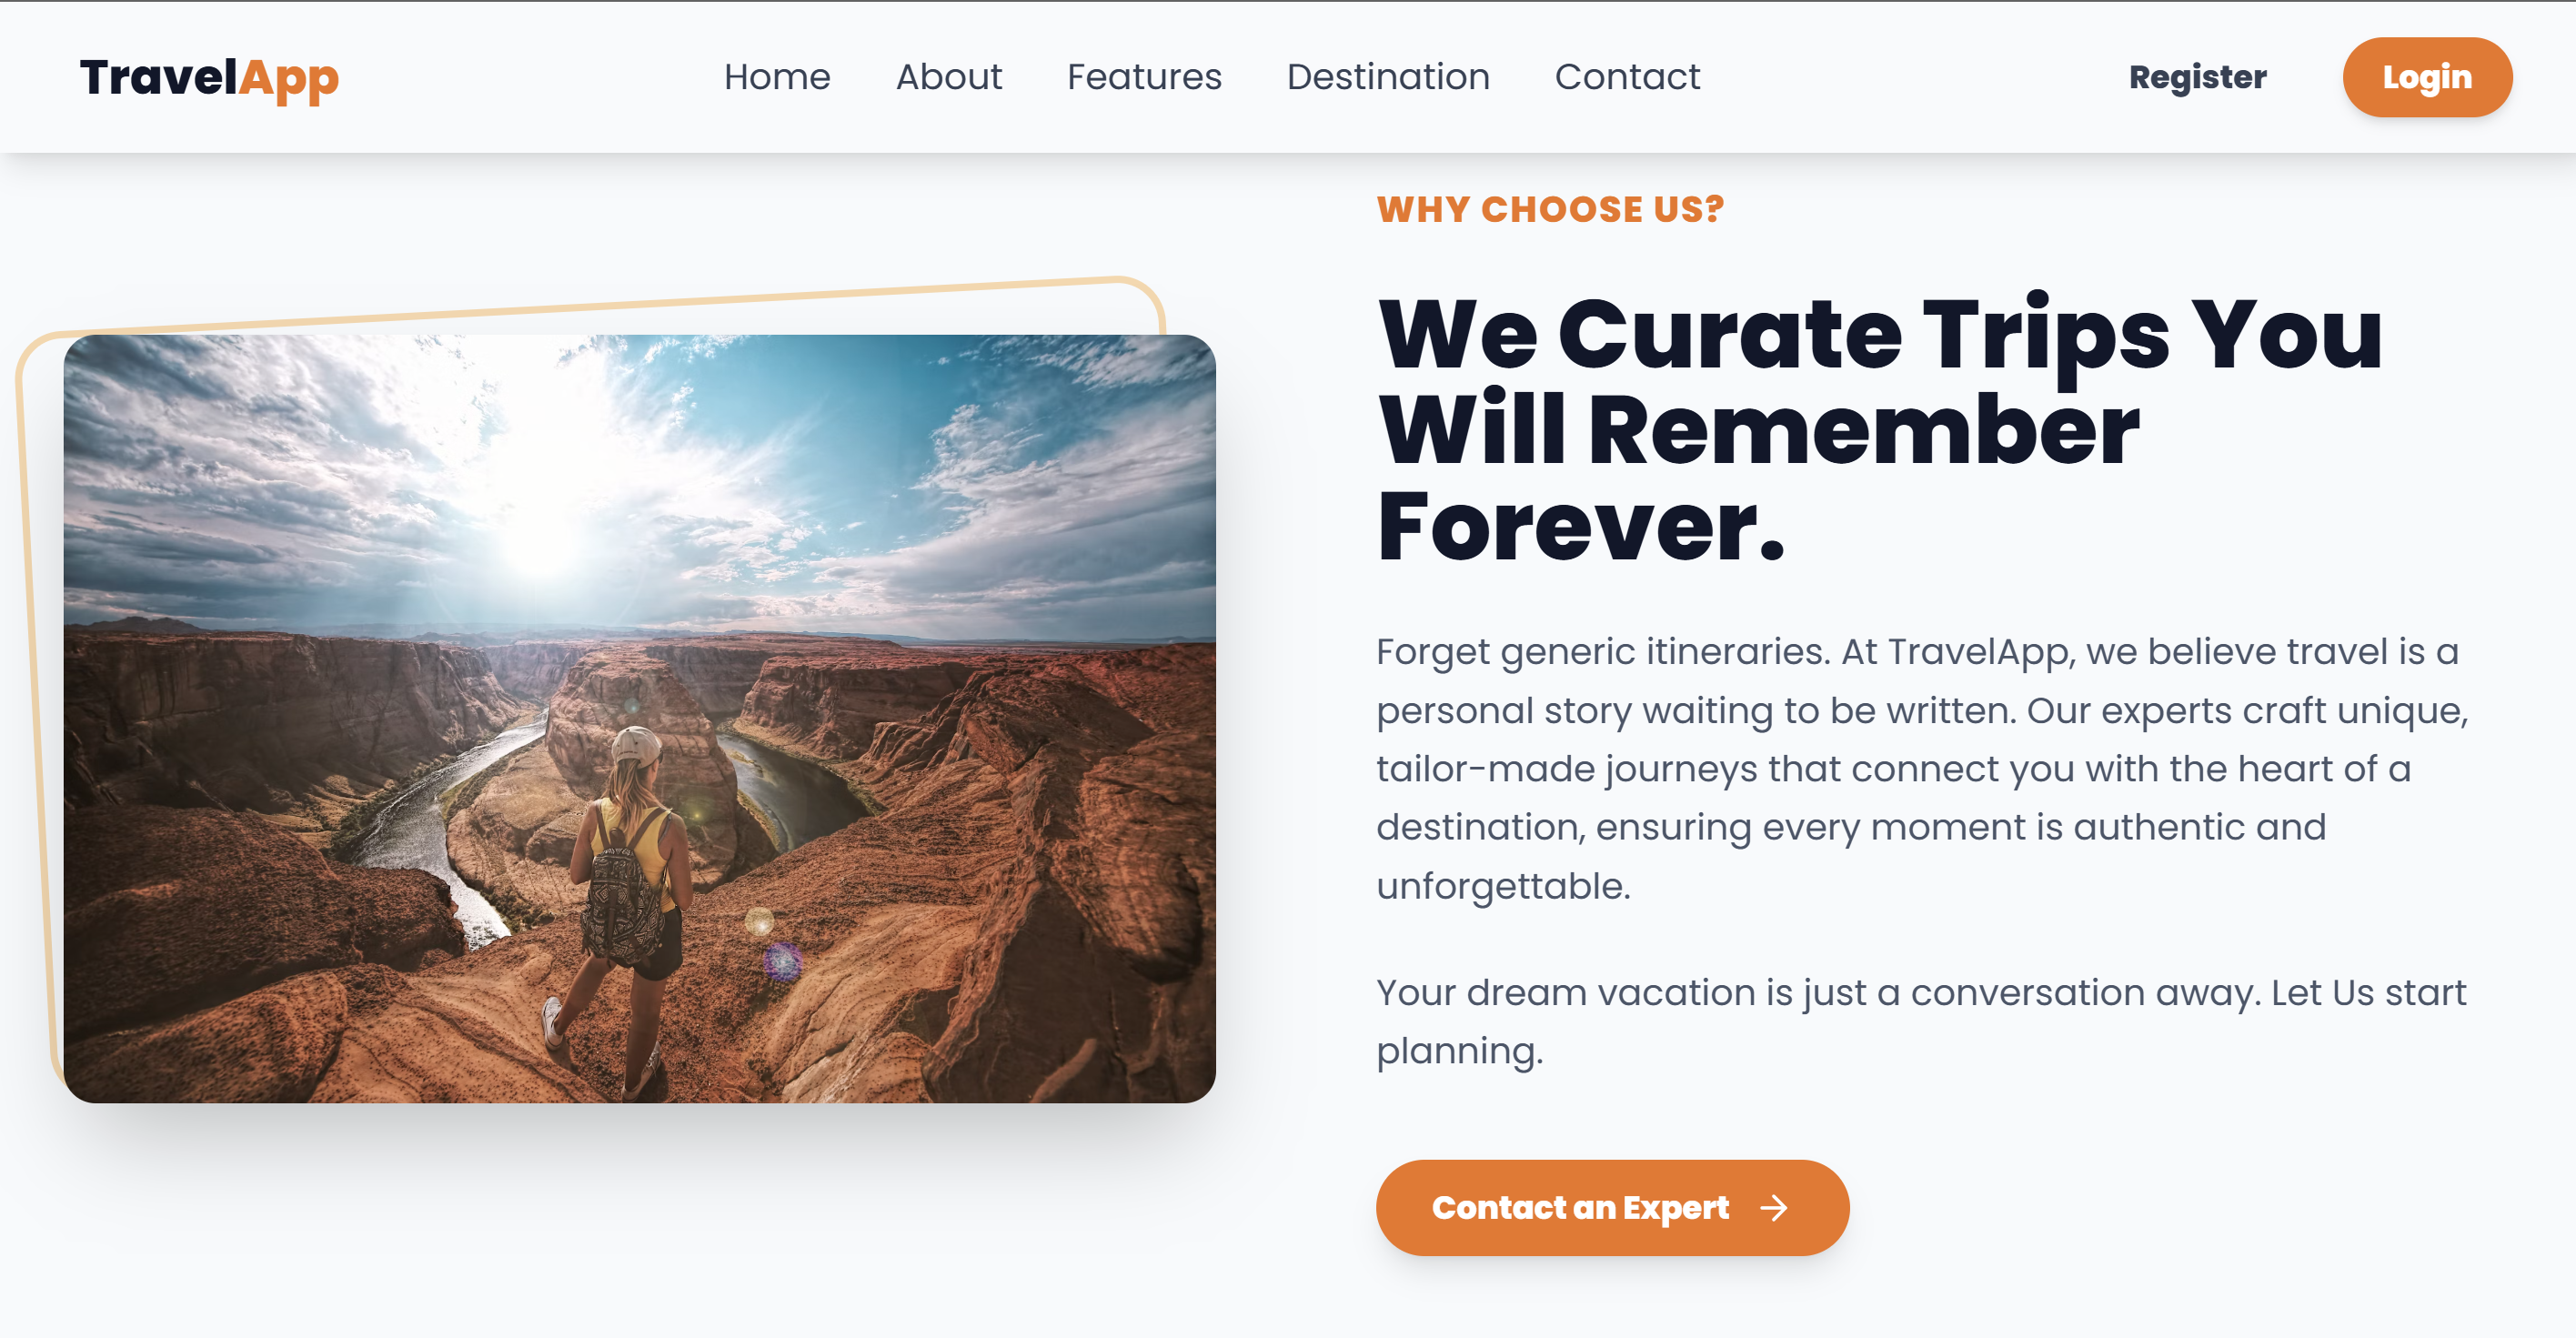 TravelApp
Home About Features Destination Contact
Register Login
WHY CHOOSE US?
We Curate Trips You
Will Remember
Forever.
Forget generic itineraries. At TravelApp, we believe travel is a
personal story waiting to be written. Our experts craft unique,
tailor-made journeys that connect you with the heart of a
destination, ensuring every moment is authentic and
unforgettable.
Your dream vacation is just a conversation away. Let Us start
planning.
Contact an Expert →